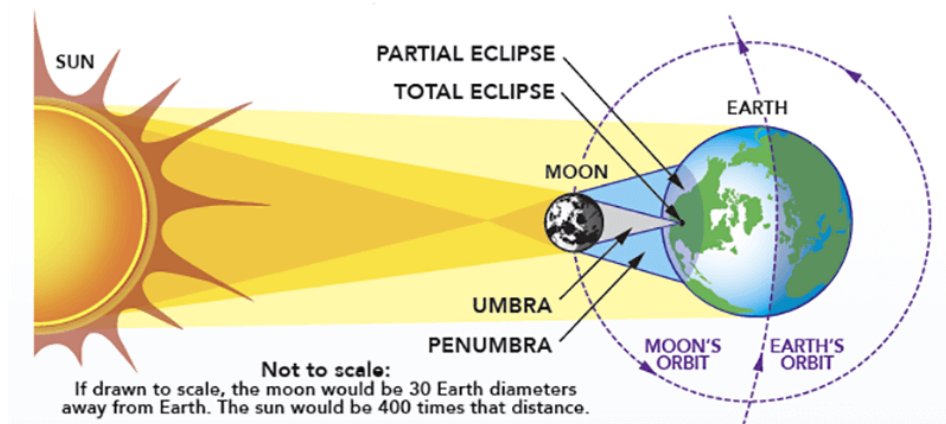 SUN
PARTIAL ECLIPSE
TOTAL ECLIPSE
EARTH
MOON
UMBRA
PENUMBRA
MOON'S
ORBIT
EARTH'S
ORBIT
Not to scale:
If drawn to scale, the moon would be 30 Earth diameters
away from Earth. The sun would be 400 times that distance.